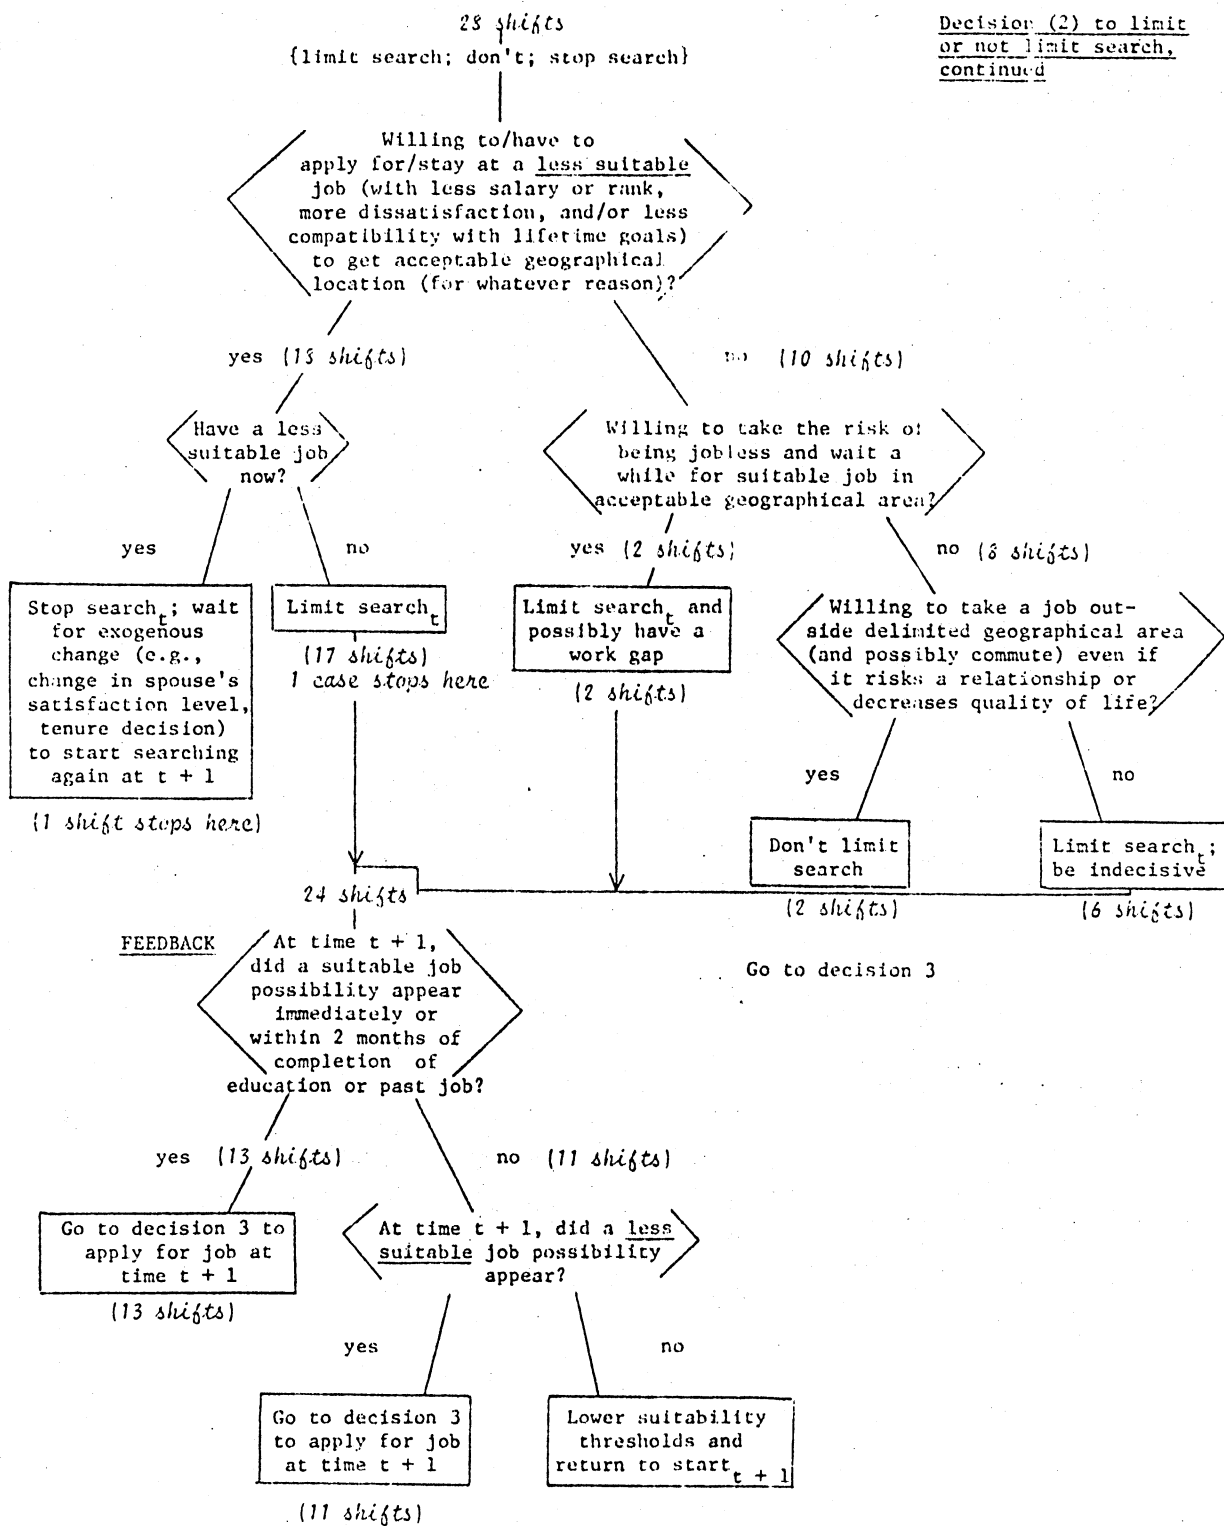 28 shifts
{limit search; don't; stop search}
Decision (2) to limit
or not limit search,
continued
Willing to/have to
apply for/stay at a less suitable
job (with less salary or rank,
more dissatisfaction, and/or less
compatibility with lifetime goals)
to get acceptable geographical
location (for whatever reason)?
yes (18 shifts)
no (10 shifts)
Have a less
suitable job
now?
Willing to take the risk of
being jobless and wait a
while for suitable job in
acceptable geographical area?
yes
no
yes (2 shifts)
no (8 shifts)
Stop search t; wait
for exogenous
change (e.g.,
change in spouse's
satisfaction level,
tenure decision)
to start searching
again at t + 1
(1 shift stops here)
Limit search t
(17 shifts)
1 case stops here
Limit search t and
possibly have a
work gap
(2 shifts)
Willing to take a job out-
side delimited geographical area
(and possibly commute) even if
it risks a relationship or
decreases quality of life?
yes
no
Don't limit
search
(2 shifts)
Limit search t;
be indecisive
(6 shifts)
Go to decision 3
24 shifts
FEEDBACK
At time t + 1,
did a suitable job
possibility appear
immediately or
within 2 months of
completion of
education or past job?
yes (13 shifts)
no (11 shifts)
Go to decision 3 to
apply for job at
time t + 1
(13 shifts)
At time t + 1, did a less
suitable job possibility
appear?
yes
no
Go to decision 3
to apply for job
at time t + 1
(11 shifts)
Lower suitability
thresholds and
return to start t + 1